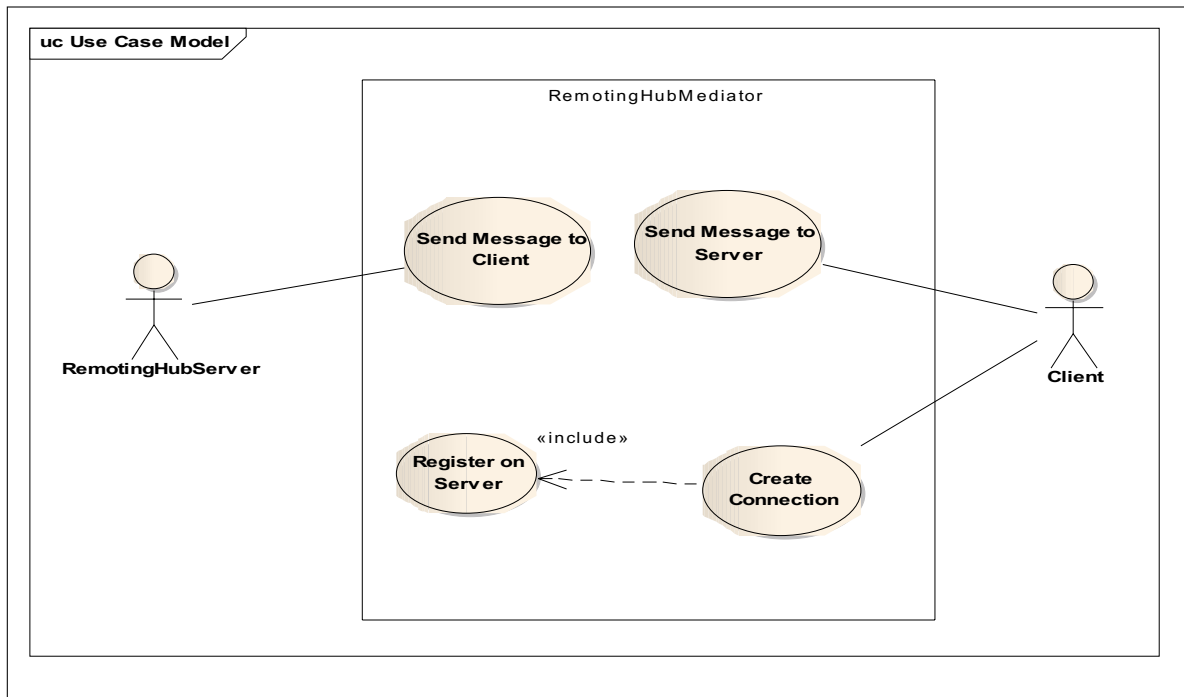 uc Use Case Model
RemotingHubMediator
Send Message to
Client
Send Message to
Server
RemotingHubServer
Client
«include»
Register on
Server
Create
Connection